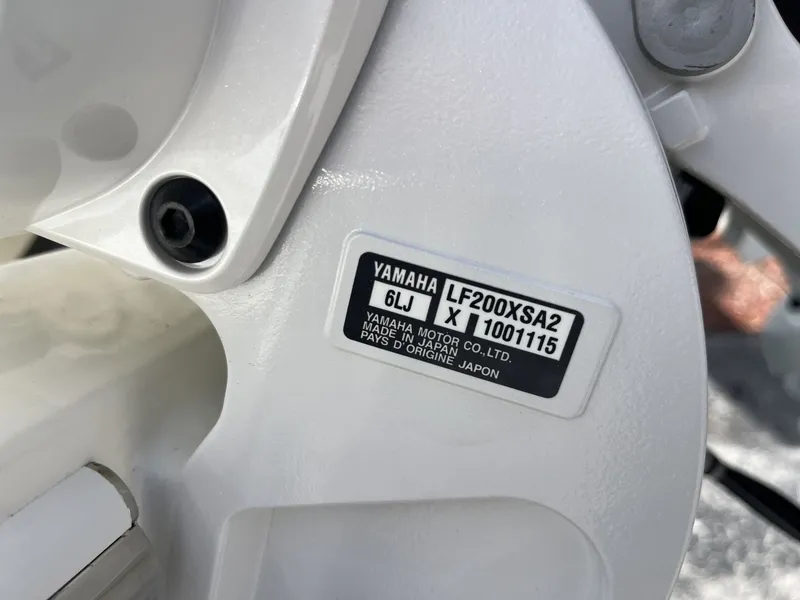 YAMAHA LF200XSA2
6LJ X 1001115
YAMAHA MOTOR CO.,LTD.
MADE IN JAPAN
PAYS D'ORIGINE JAPON